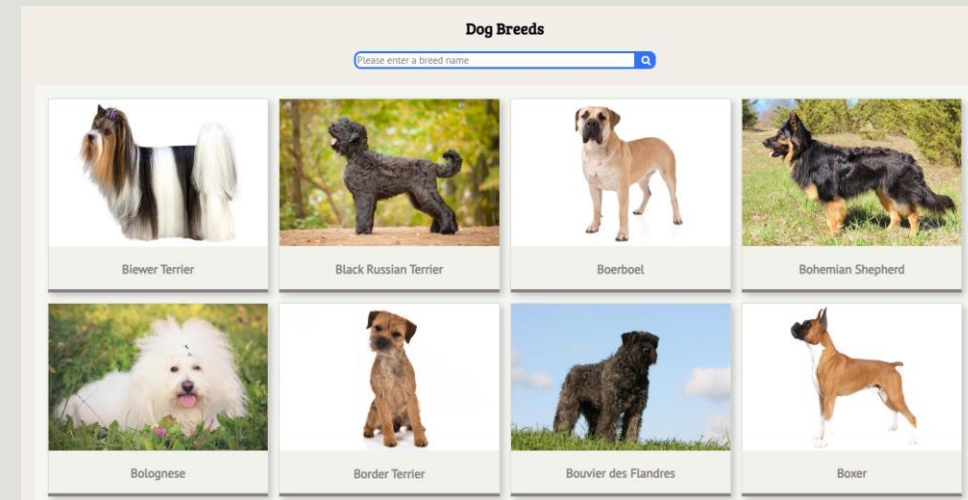 Dog Breeds
Please enter a breed name
Biewer Terrier
Black Russian Terrier
Boerboel
Bohemian Shepherd
Bolognese
Border Terrier
Bouvier des Flandres
Boxer